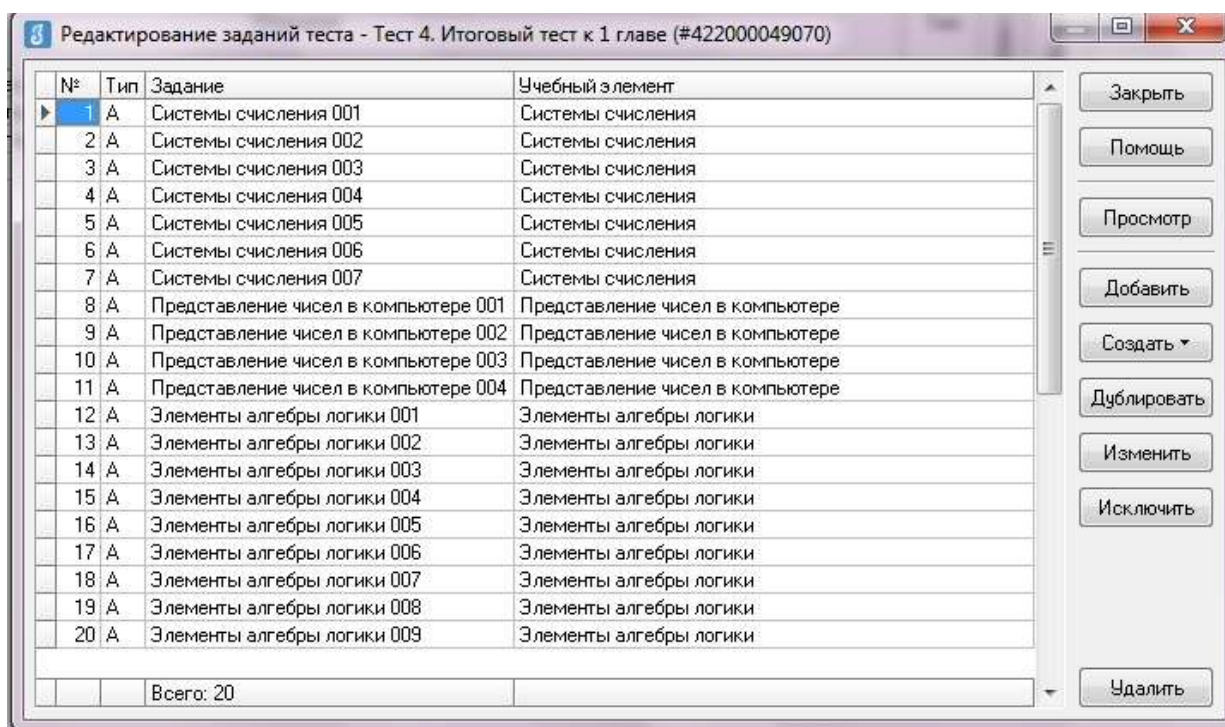 Редактирование заданий теста - Тест 4. Итоговый тест к 1 главе (#422000049070)
№ Тип Задание Учебный элемент
1 А Системы счисления 001 Системы счисления
2 А Системы счисления 002 Системы счисления
3 А Системы счисления 003 Системы счисления
4 А Системы счисления 004 Системы счисления
5 А Системы счисления 005 Системы счисления
6 А Системы счисления 006 Системы счисления
7 А Системы счисления 007 Системы счисления
8 А Представление чисел в компьютере 001 Представление чисел в компьютере
9 А Представление чисел в компьютере 002 Представление чисел в компьютере
10 А Представление чисел в компьютере 003 Представление чисел в компьютере
11 А Представление чисел в компьютере 004 Представление чисел в компьютере
12 А Элементы алгебры логики 001 Элементы алгебры логики
13 А Элементы алгебры логики 002 Элементы алгебры логики
14 А Элементы алгебры логики 003 Элементы алгебры логики
15 А Элементы алгебры логики 004 Элементы алгебры логики
16 А Элементы алгебры логики 005 Элементы алгебры логики
17 А Элементы алгебры логики 006 Элементы алгебры логики
18 А Элементы алгебры логики 007 Элементы алгебры логики
19 А Элементы алгебры логики 008 Элементы алгебры логики
20 А Элементы алгебры логики 009 Элементы алгебры логики
Всего: 20
Закрыть
Помощь
Просмотр
Добавить
Создать
Дублировать
Изменить
Исключить
Удалить